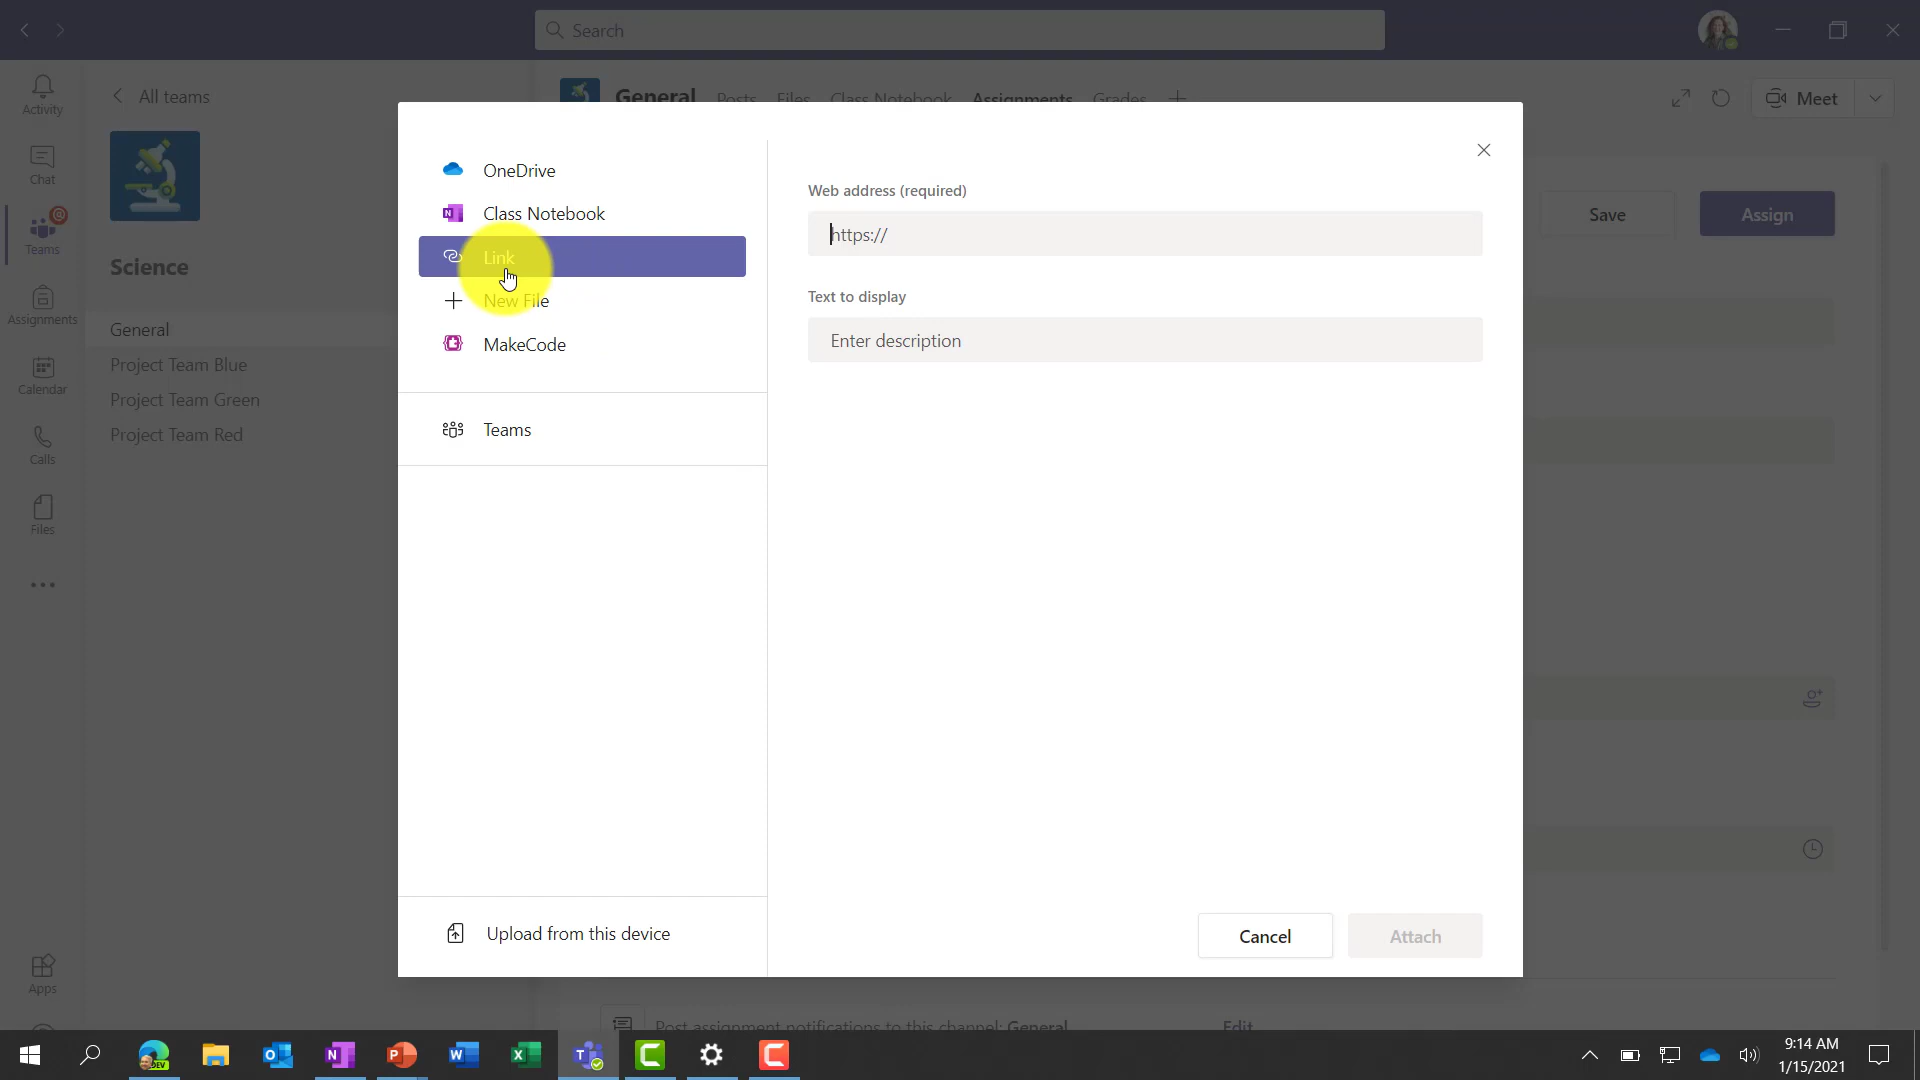 Search
Activity
Chat
Teams
Assignments
Calendar
Calls
Files
Apps
All teams
Science
General
Project Team Blue
Project Team Green
Project Team Red
General Posts Files Class Notebook Assignments Grades
Meet
Save
Assign
OneDrive
Class Notebook
Link
New File
MakeCode
Teams
Upload from this device
Web address (required)
https://
Text to display
Enter description
Cancel
Attach
Post assignment notifications to this channel: General
Edit
9:14 AM
1/15/2021